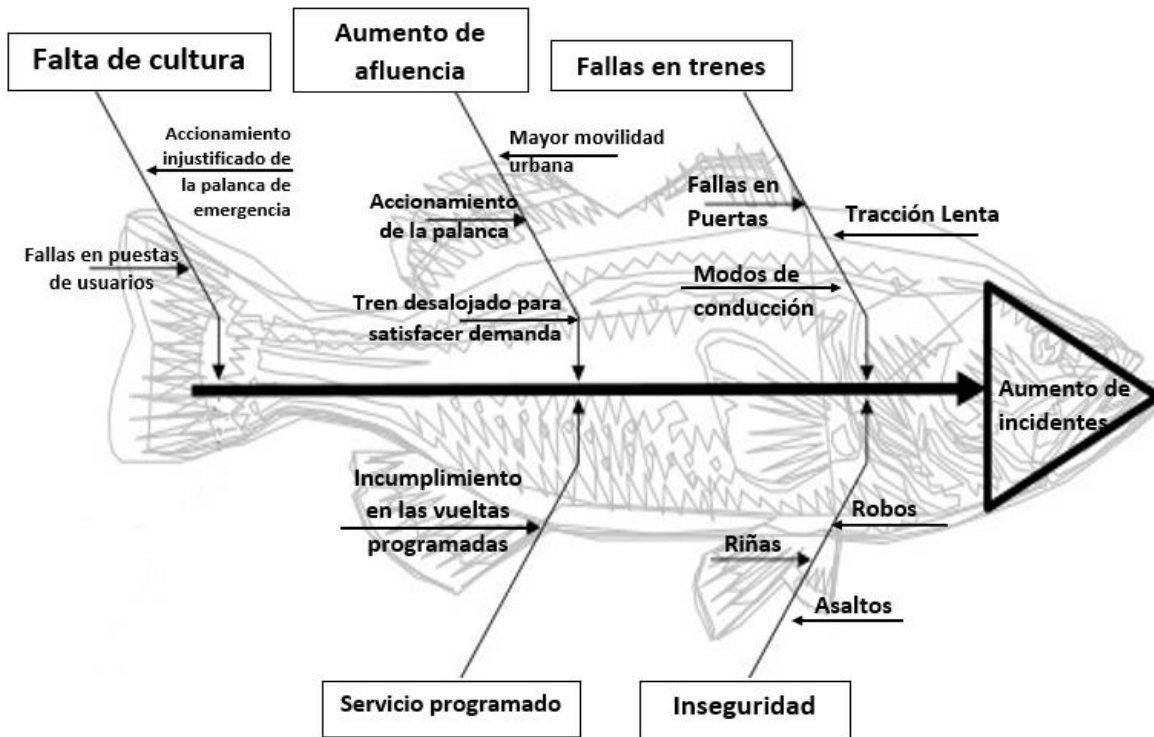 Falta de cultura
Accionamiento
injustificado de
la palanca de
emergencia
Fallas en puestas
de usuarios
Aumento de
afluencia
Mayor movilidad
urbana
Accionamiento
de la palanca
Tren desalojado para
satisfacer demanda
Fallas en trenes
Fallas en
Puertas
Tracción Lenta
Modos de
conducción
Aumento de
incidentes
Incumplimiento
en las vueltas
programadas
Servicio programado
Robos
Riñas
Asaltos
Inseguridad